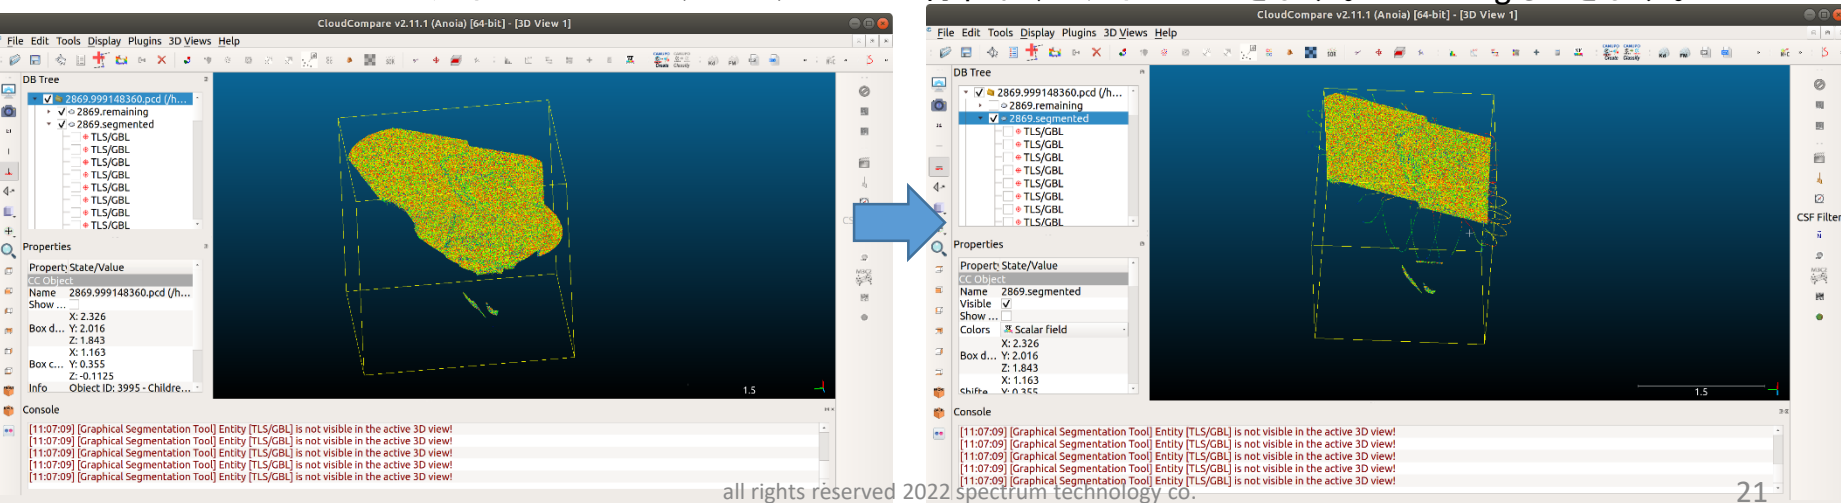 CloudCompare v2.11.1 (Anoia) [64-bit] - [3D View 1]
File Edit Tools Display Plugins 3D Views Help
DB Tree
2869.999148360.pcd (/h...
2869.remaining
2869.segmented
TLS/GBL
TLS/GBL
TLS/GBL
TLS/GBL
TLS/GBL
TLS/GBL
TLS/GBL
TLS/GBL
Properties
Property State/Value
CC Object
Name 2869.999148360.pcd (/h...
Show ...
X: 2.326
Box d... Y: 2.016
Z: 1.843
X: 1.163
Box c... Y: 0.355
Z: -0.1125
Info Object ID: 3995 - Childre...
1.5
Console
[11:07:09] [Graphical Segmentation Tool] Entity [TLS/GBL] is not visible in the active 3D view!
[11:07:09] [Graphical Segmentation Tool] Entity [TLS/GBL] is not visible in the active 3D view!
[11:07:09] [Graphical Segmentation Tool] Entity [TLS/GBL] is not visible in the active 3D view!
[11:07:09] [Graphical Segmentation Tool] Entity [TLS/GBL] is not visible in the active 3D view!
[11:07:09] [Graphical Segmentation Tool] Entity [TLS/GBL] is not visible in the active 3D view!
CloudCompare v2.11.1 (Anoia) [64-bit] - [3D View 1]
File Edit Tools Display Plugins 3D Views Help
DB Tree
2869.999148360.pcd (/h...
2869.remaining
2869.segmented
TLS/GBL
TLS/GBL
TLS/GBL
TLS/GBL
TLS/GBL
TLS/GBL
TLS/GBL
TLS/GBL
CSF Filter
Properties
Property State/Value
CC Object
Name 2869.segmented
Visible
Show ...
Colors Scalar field
X: 2.326
Box d... Y: 2.016
Z: 1.843
X: 1.163
Shifte Y: 0.355
1.5
Console
[11:07:09] [Graphical Segmentation Tool] Entity [TLS/GBL] is not visible in the active 3D view!
[11:07:09] [Graphical Segmentation Tool] Entity [TLS/GBL] is not visible in the active 3D view!
[11:07:09] [Graphical Segmentation Tool] Entity [TLS/GBL] is not visible in the active 3D view!
[11:07:09] [Graphical Segmentation Tool] Entity [TLS/GBL] is not visible in the active 3D view!
[11:07:09] [Graphical Segmentation Tool] Entity [TLS/GBL] is not visible in the active 3D view!
all rights reserved 2022 spectrum technology co.
21